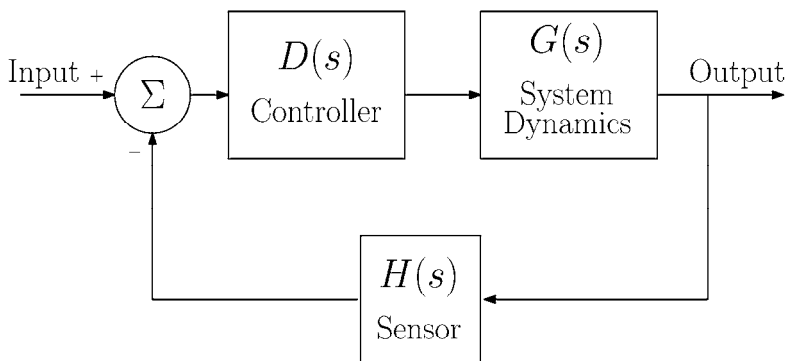 Input +
Σ
−
D(s)
Controller
G(s)
System
Dynamics
Output
H(s)
Sensor